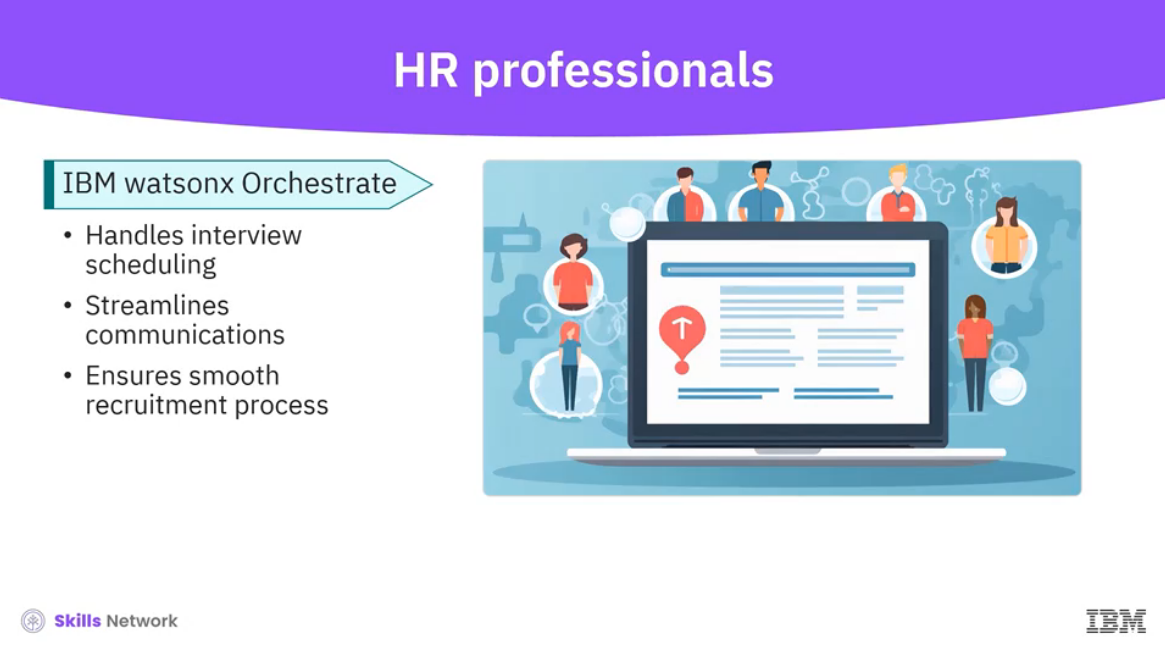 HR professionals
IBM watsonx Orchestrate
• Handles interview
scheduling
• Streamlines
communications
• Ensures smooth
recruitment process
Skills Network
IBM